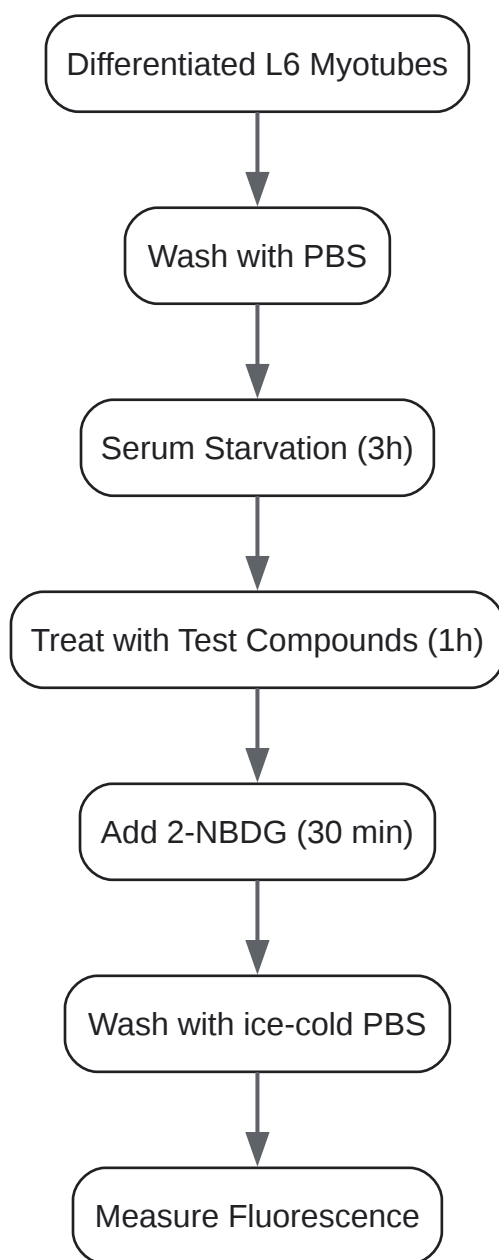 Differentiated L6 Myotubes
Wash with PBS
Serum Starvation (3h)
Treat with Test Compounds (1h)
Add 2-NBDG (30 min)
Wash with ice-cold PBS
Measure Fluorescence